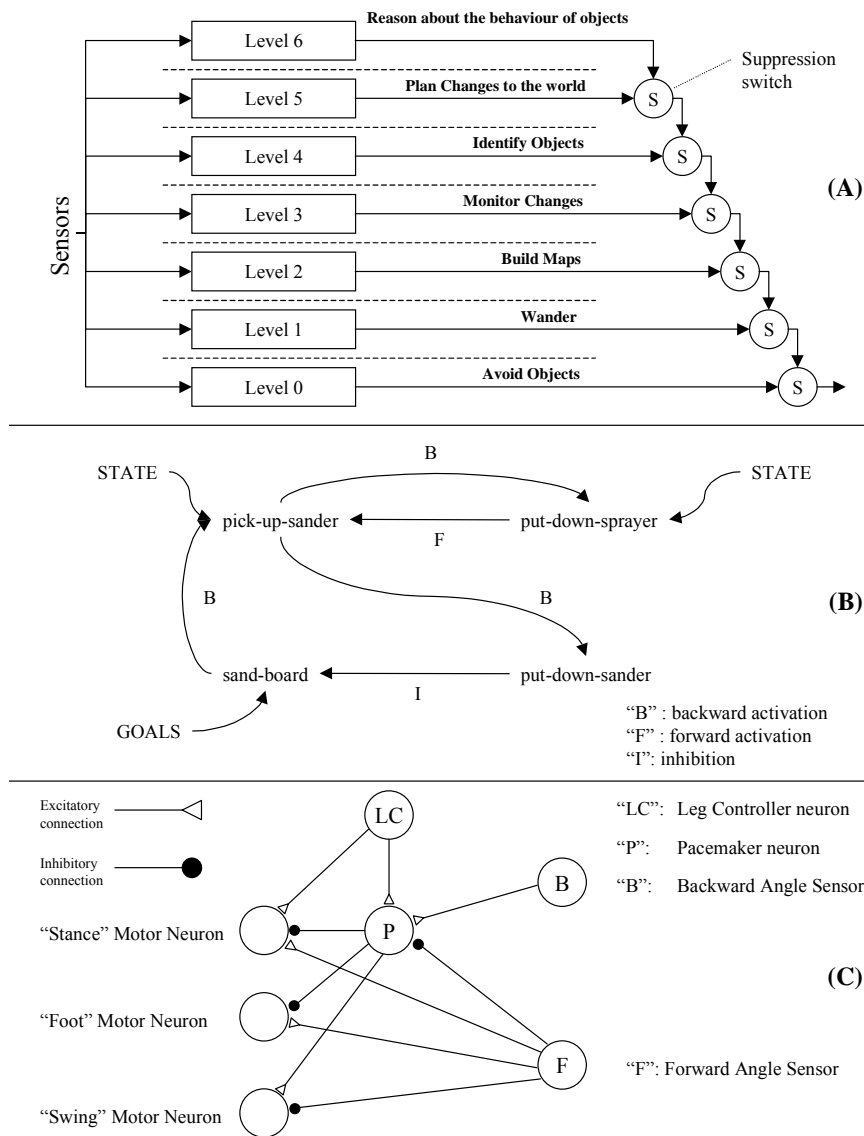 Reason about the behaviour of objects
Level 6
Plan Changes to the world
Suppression
switch
Level 5
S
Identify Objects
Level 4
S
(A)
Monitor Changes
Level 3
S
Sensors
Build Maps
Level 2
S
Wander
Level 1
S
Avoid Objects
Level 0
S
B
STATE
STATE
pick-up-sander
put-down-sprayer
F
B
B
(B)
sand-board
put-down-sander
I
GOALS
“B” : backward activation
“F” : forward activation
“I”: inhibition
Excitatory
connection
LC
“LC”: Leg Controller neuron
“P”: Pacemaker neuron
Inhibitory
connection
B
“B”: Backward Angle Sensor
“Stance” Motor Neuron
P
(C)
“Foot” Motor Neuron
F
“F”: Forward Angle Sensor
“Swing” Motor Neuron